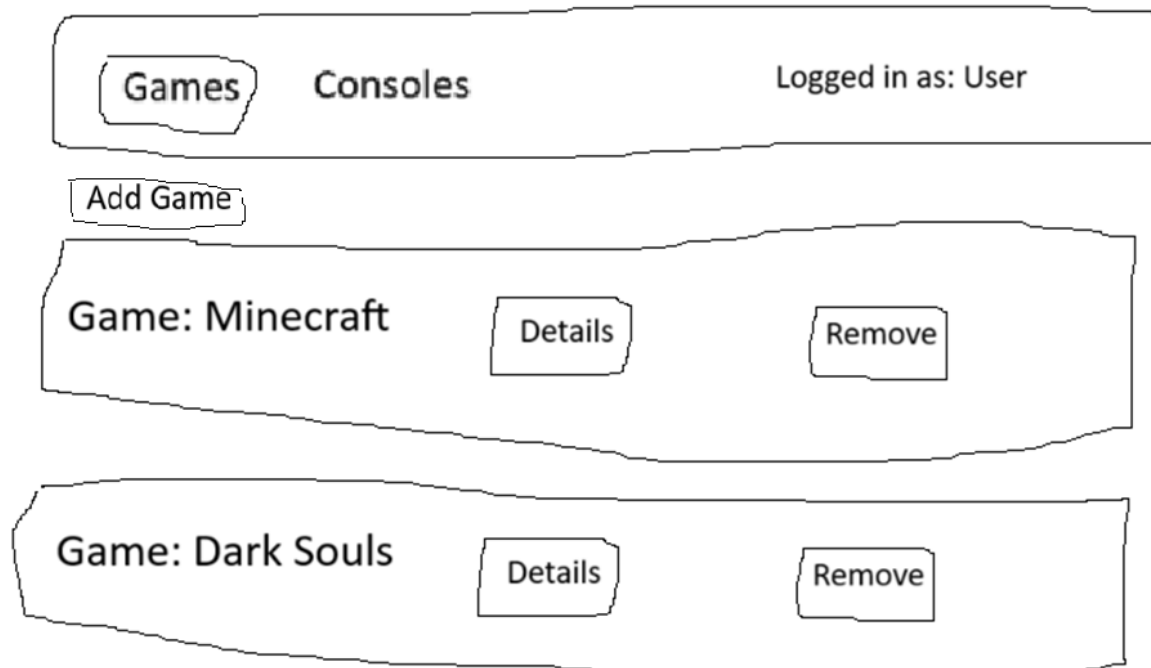 Games Consoles Logged in as: User
Add Game
Game: Minecraft Details Remove
Game: Dark Souls Details Remove